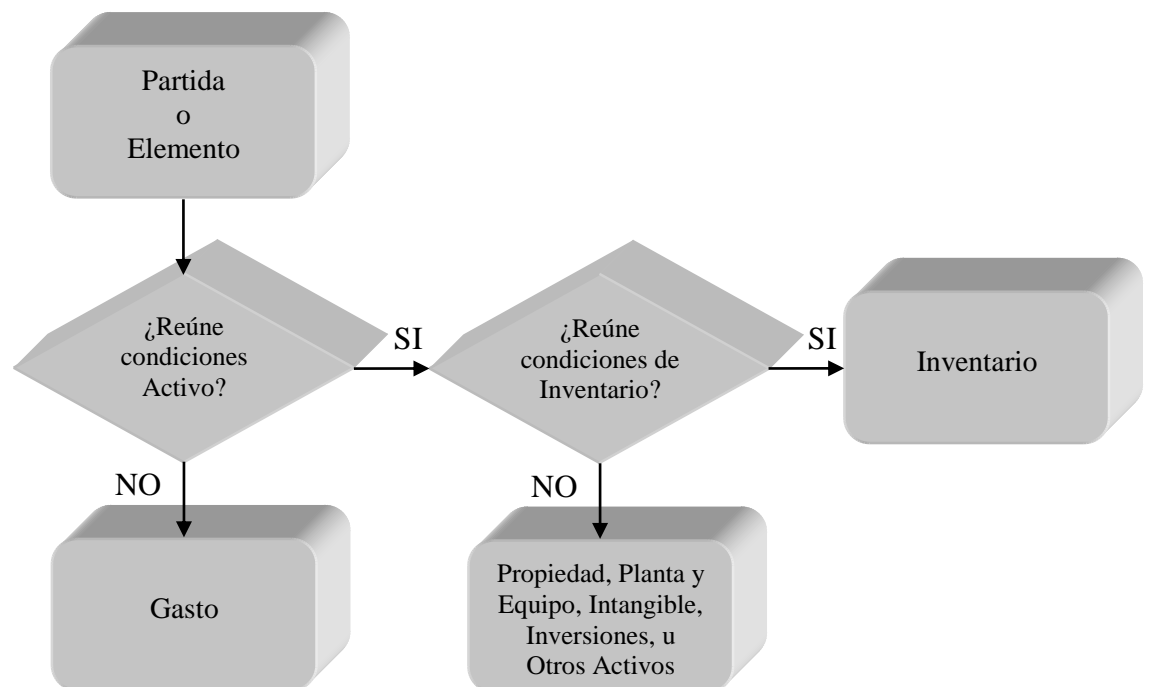 Partida
o
Elemento
¿Reúne
condiciones
Activo?
SI
¿Reúne
condiciones de
Inventario?
SI
Inventario
NO
NO
Gasto
Propiedad, Planta y
Equipo, Intangible,
Inversiones, u
Otros Activos